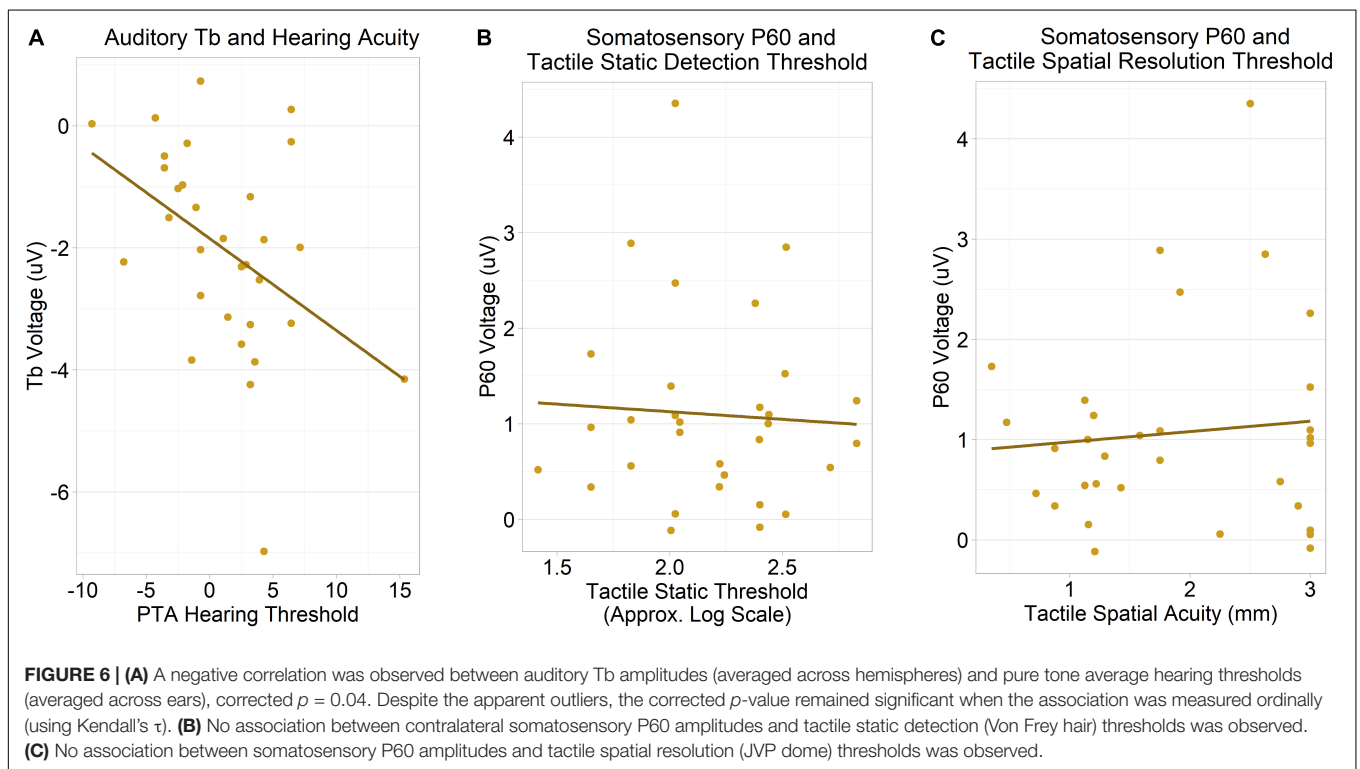 A Auditory Tb and Hearing Acuity
0
-2
-4
-6
Tb Voltage (uV)
-10 -5 0 5 10 15
PTA Hearing Threshold
B Somatosensory P60 and
Tactile Static Detection Threshold
4
3
2
1
0
P60 Voltage (uV)
1.5 2.0 2.5
Tactile Static Threshold
(Approx. Log Scale)
C Somatosensory P60 and
Tactile Spatial Resolution Threshold
4
3
2
1
0
P60 Voltage (uV)
1 2 3
Tactile Spatial Acuity (mm)
FIGURE 6 | (A) A negative correlation was observed between auditory Tb amplitudes (averaged across hemispheres) and pure tone average hearing thresholds
(averaged across ears), corrected p = 0.04. Despite the apparent outliers, the corrected p-value remained significant when the association was measured ordinally
(using Kendall's τ). (B) No association between contralateral somatosensory P60 amplitudes and tactile static detection (Von Frey hair) thresholds was observed.
(C) No association between somatosensory P60 amplitudes and tactile spatial resolution (JVP dome) thresholds was observed.